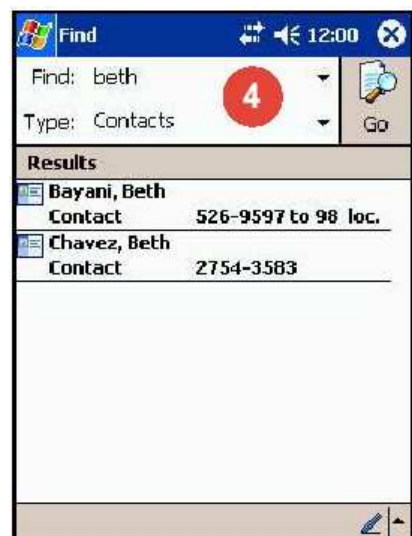 Find 12:00
Find: beth
4
Type: Contacts
Go
Results
Bayani, Beth
Contact 526-9597 to 98 loc.
Chavez, Beth
Contact 2754-3583